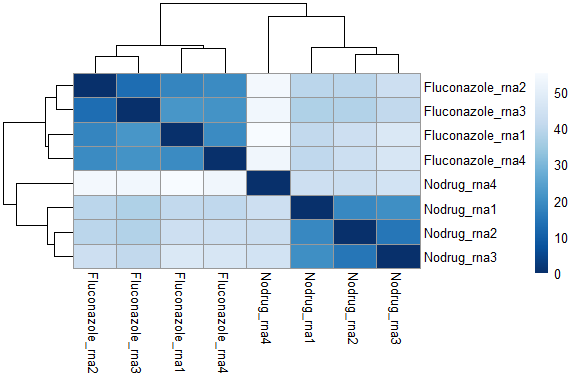 Fluconazole_rna2
Fluconazole_rna3
Fluconazole_rna1
Fluconazole_rna4
Nodrug_rna4
Nodrug_rna1
Nodrug_rna2
Nodrug_rna3
50
40
30
20
10
0
Fluconazole_rna2
Fluconazole_rna3
Fluconazole_rna1
Fluconazole_rna4
Nodrug_rna4
Nodrug_rna1
Nodrug_rna2
Nodrug_rna3